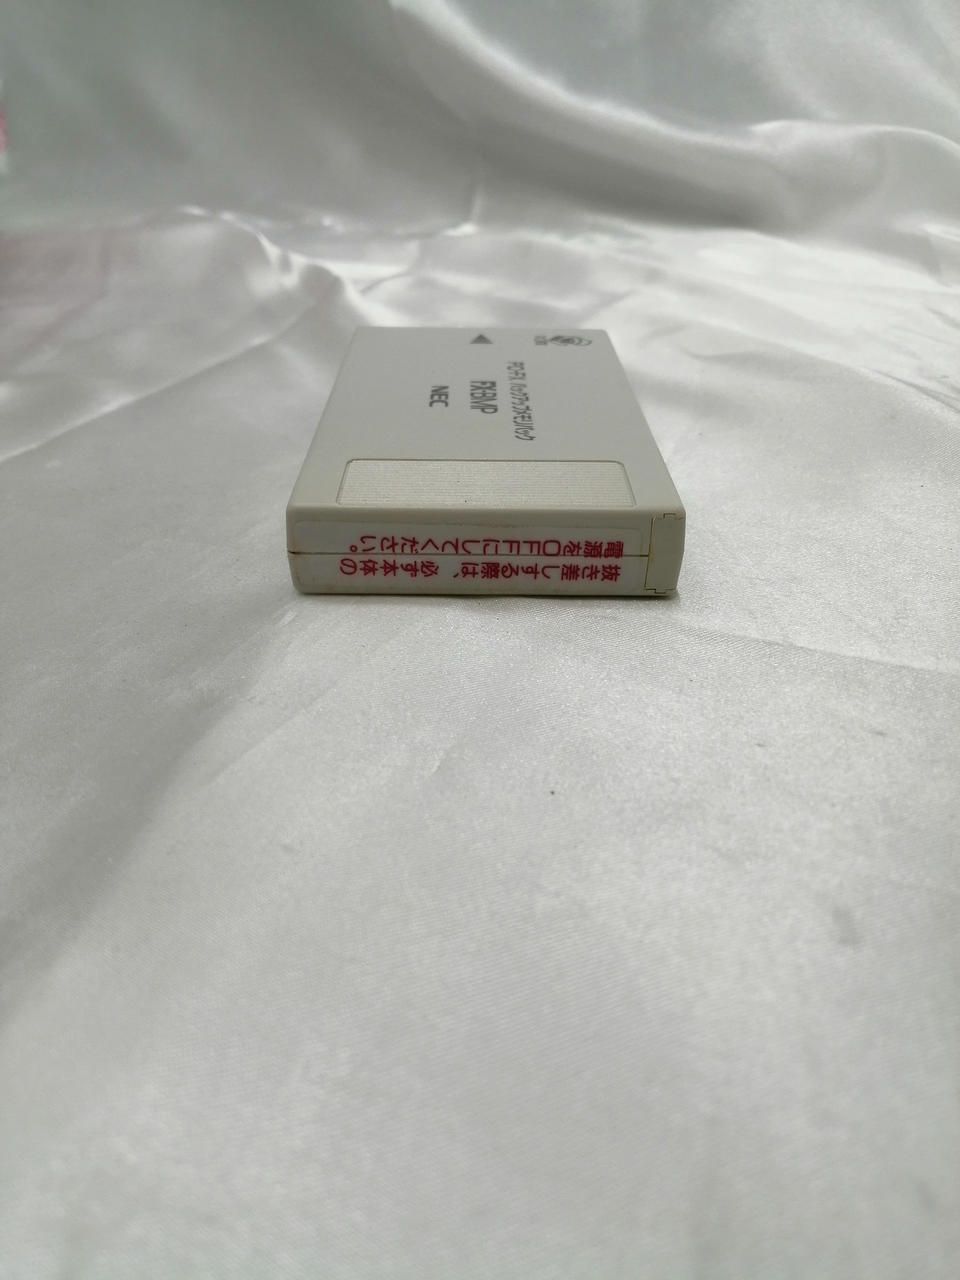 PC-FX バックアップメモリパック
FX-BMP
NEC
抜き差しする際は、必ず本体の
電源をOFFにしてください。